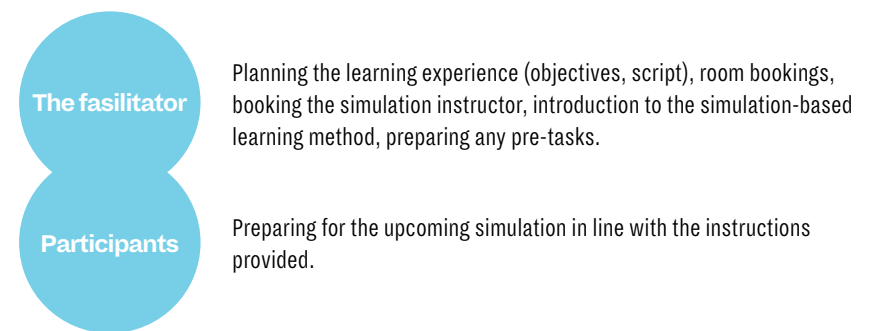 The fasilitator
Planning the learning experience (objectives, script), room bookings,
booking the simulation instructor, introduction to the simulation-based
learning method, preparing any pre-tasks.
Participants
Preparing for the upcoming simulation in line with the instructions
provided.